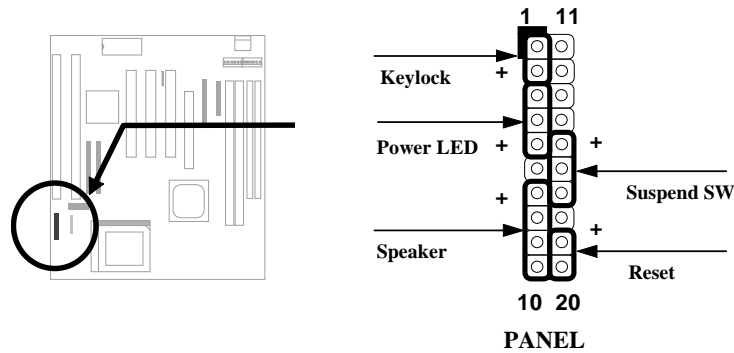 1 11
Keylock
+
Power LED
+
+
Suspend SW
+
Speaker
+
Reset
10 20
PANEL